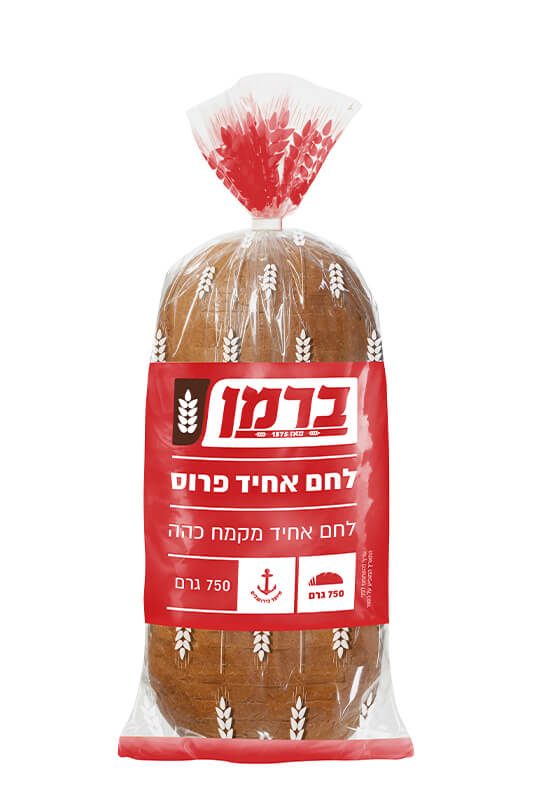 ברמן
מאז 1875
לחם אחיד פרוס
לחם אחיד מקמח כהה
750 גרם
750 גרם